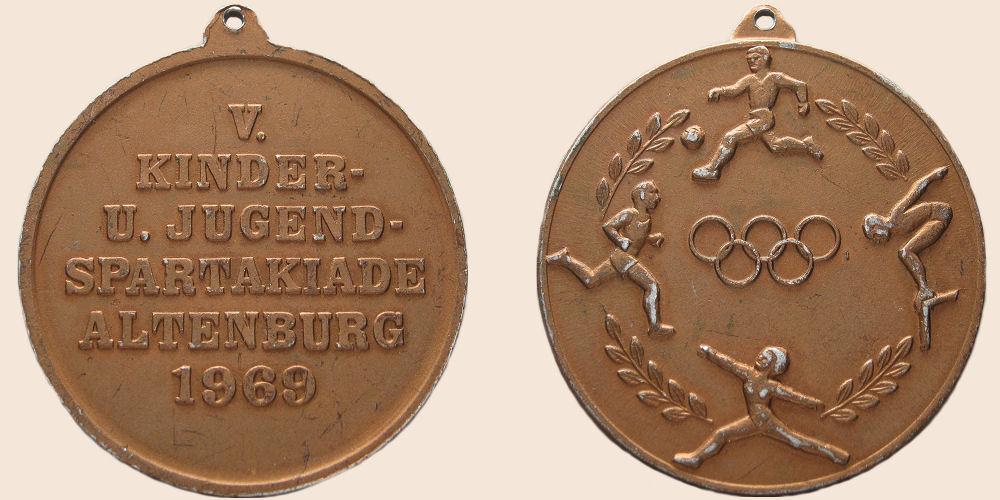 V.
KINDER-
U. JUGEND-
SPARTAKIADE
ALTENBURG
1969